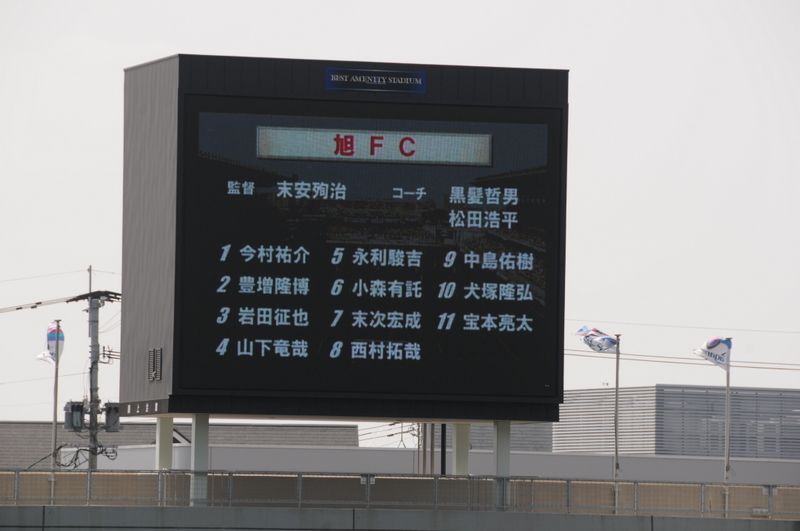 BEST AMENITY STADIUM
旭FC
監督 末安殉治 コーチ 黒髪哲男
松田浩平
1 今村祐介 5 永利駿吉 9 中島佑樹
2 豊増隆博 6 小森有託 10 犬塚隆弘
3 岩田征也 7 末次宏成 11 宝本亮太
4 山下竜哉 8 西村拓哉